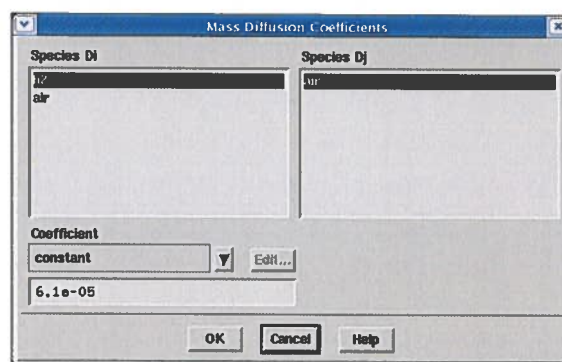 Mass Diffusion Coefficients
Species Di
Species Dj
air
air
Coefficient
constant
Edit...
6.1e-05
OK
Cancel
Help